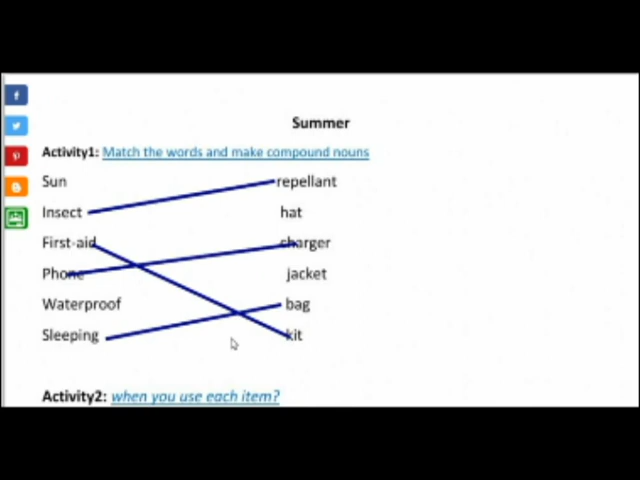 Summer
Activity1: Match the words and make compound nouns
Sun repellant
Insect hat
First-aid charger
Phone jacket
Waterproof bag
Sleeping kit
Activity2: when you use each item?